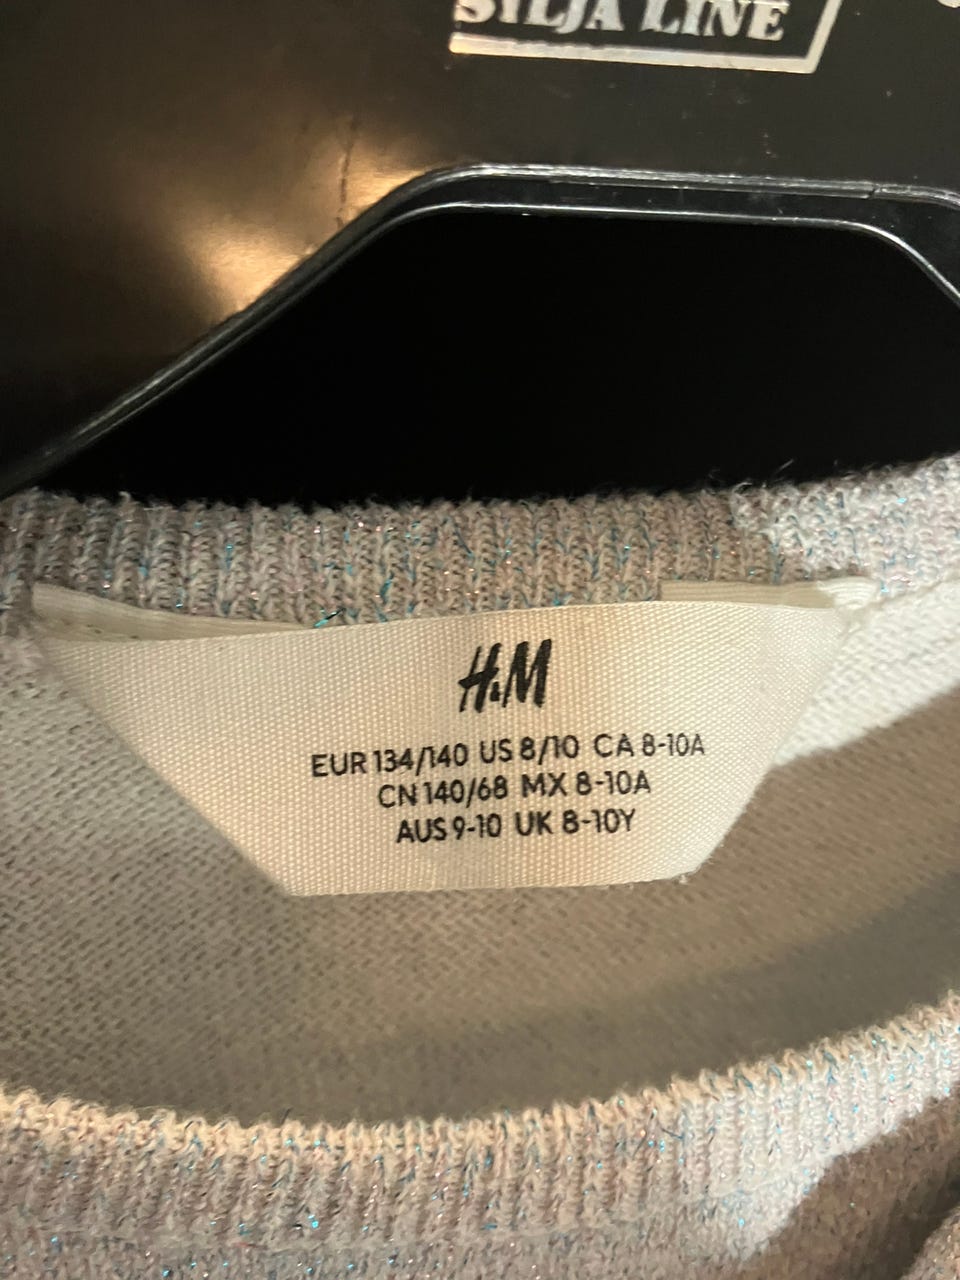 SILJA LINE
H&M
EUR 134/140 US 8/10 CA 8-10A
CN 140/68 MX 8-10A
AUS 9-10 UK 8-10Y